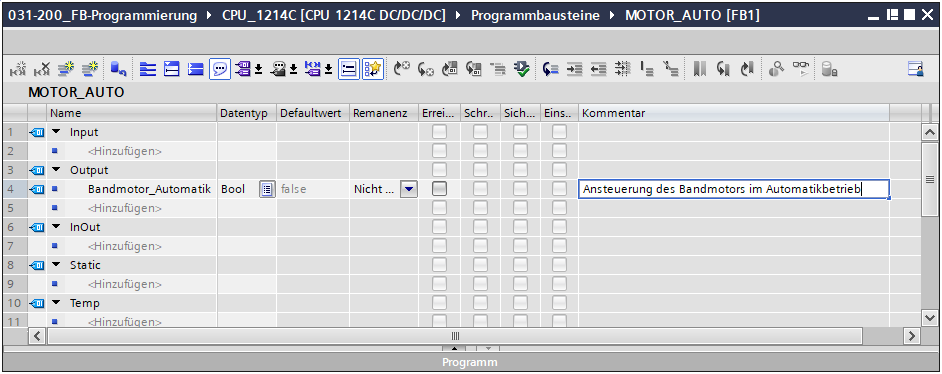 031-200_FB-Programmierung ▸ CPU_1214C [CPU 1214C DC/DC/DC] ▸ Programmbausteine ▸ MOTOR_AUTO [FB1]
MOTOR_AUTO
Name Datentyp Defaultwert Remanenz Errei... Schr... Sich... Eins... Kommentar
1 Input
2 <Hinzufügen>
3 Output
4 Bandmotor_Automatik Bool false Nicht ... Ansteuerung des Bandmotors im Automatikbetrieb
5 <Hinzufügen>
6 InOut
7 <Hinzufügen>
8 Static
9 <Hinzufügen>
10 Temp
11 <Hinzufügen>
Programm